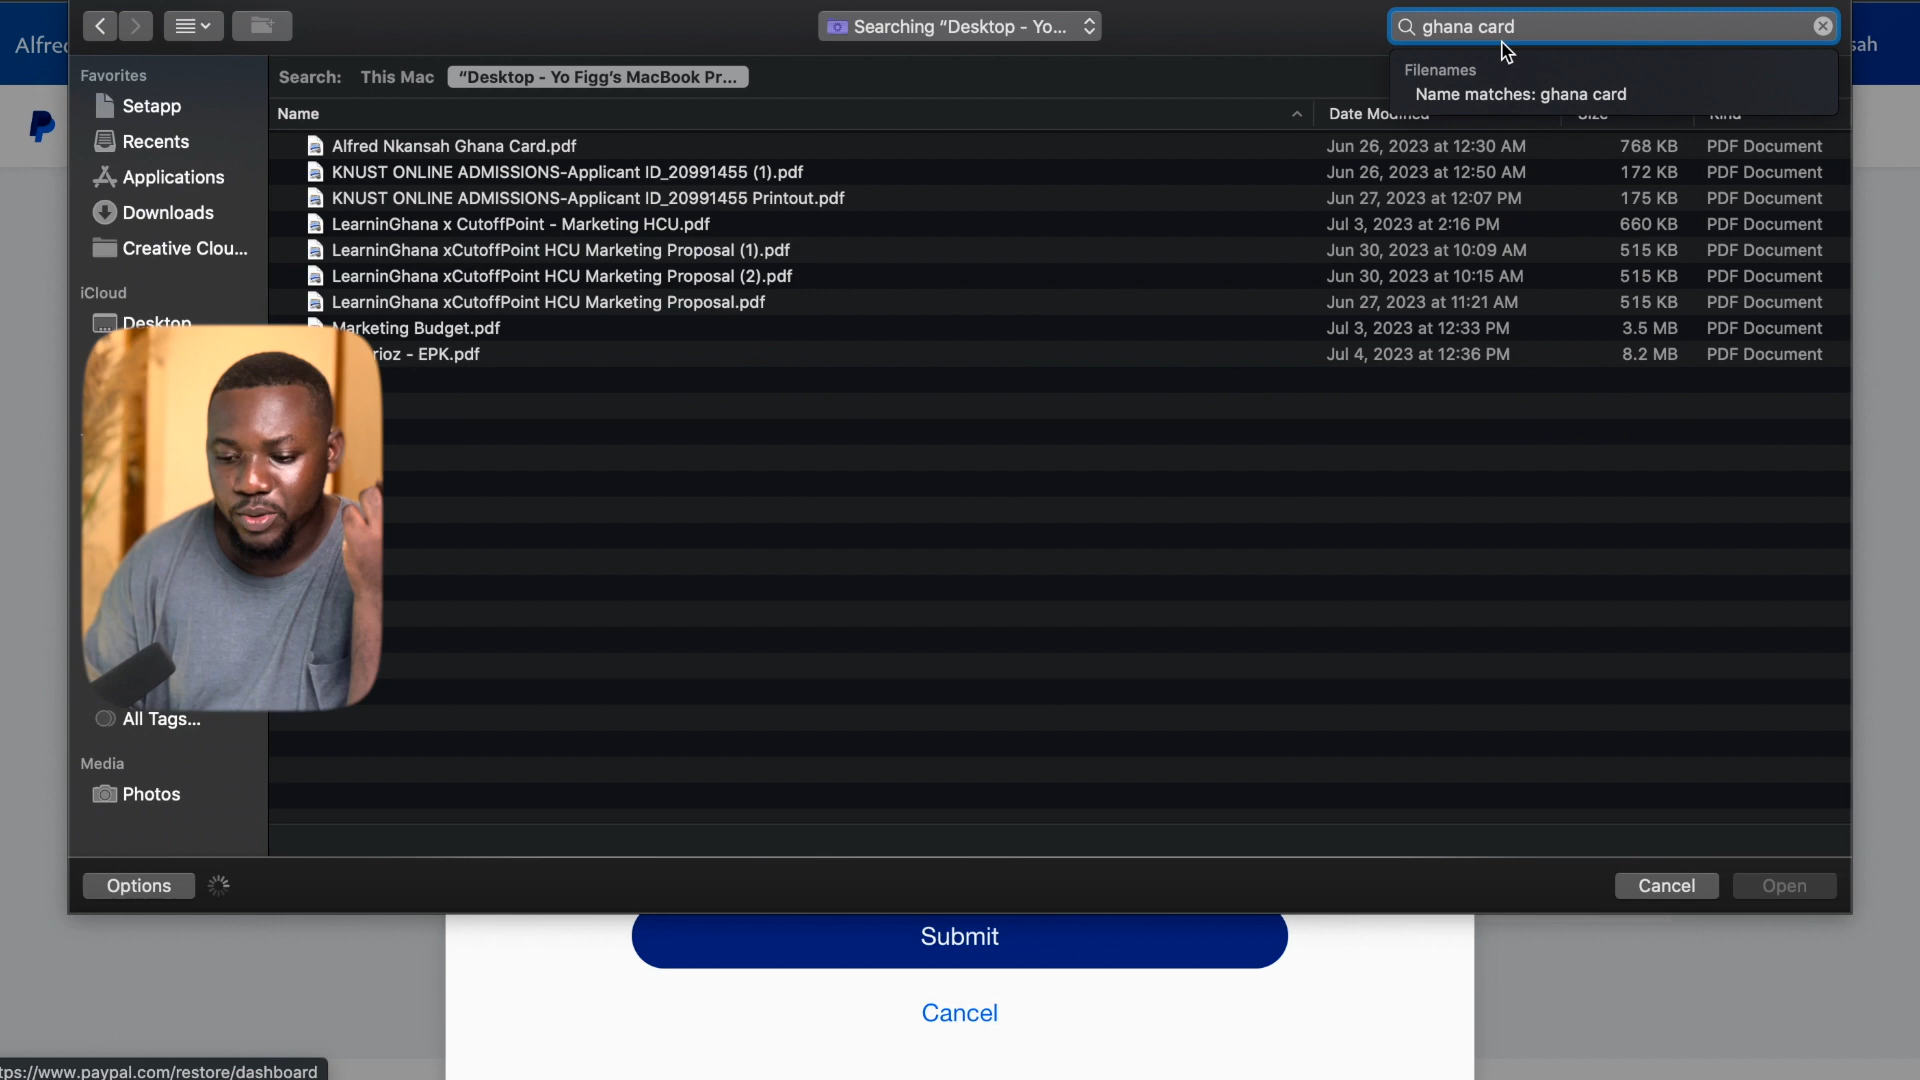 Alfred
Searching “Desktop - Yo...
ghana card
sah
Filenames
Name matches: ghana card
Favorites
Setapp
Recents
Applications
Downloads
Creative Clou...
iCloud
Desktop
All Tags...
Media
Photos
Search: This Mac “Desktop - Yo Figg’s MacBook Pr...
Name Date Modified Size Kind
Alfred Nkansah Ghana Card.pdf Jun 26, 2023 at 12:30 AM 768 KB PDF Document
KNUST ONLINE ADMISSIONS-Applicant ID_20991455 (1).pdf Jun 26, 2023 at 12:50 AM 172 KB PDF Document
KNUST ONLINE ADMISSIONS-Applicant ID_20991455 Printout.pdf Jun 27, 2023 at 12:07 PM 175 KB PDF Document
LearninGhana x CutoffPoint - Marketing HCU.pdf Jul 3, 2023 at 2:16 PM 660 KB PDF Document
LearninGhana xCutoffPoint HCU Marketing Proposal (1).pdf Jun 30, 2023 at 10:09 AM 515 KB PDF Document
LearninGhana xCutoffPoint HCU Marketing Proposal (2).pdf Jun 30, 2023 at 10:15 AM 515 KB PDF Document
LearninGhana xCutoffPoint HCU Marketing Proposal.pdf Jun 27, 2023 at 11:21 AM 515 KB PDF Document
Marketing Budget.pdf Jul 3, 2023 at 12:33 PM 3.5 MB PDF Document
rioz - EPK.pdf Jul 4, 2023 at 12:36 PM 8.2 MB PDF Document
Options
Cancel
Open
Submit
Cancel
tps://www.paypal.com/restore/dashboard